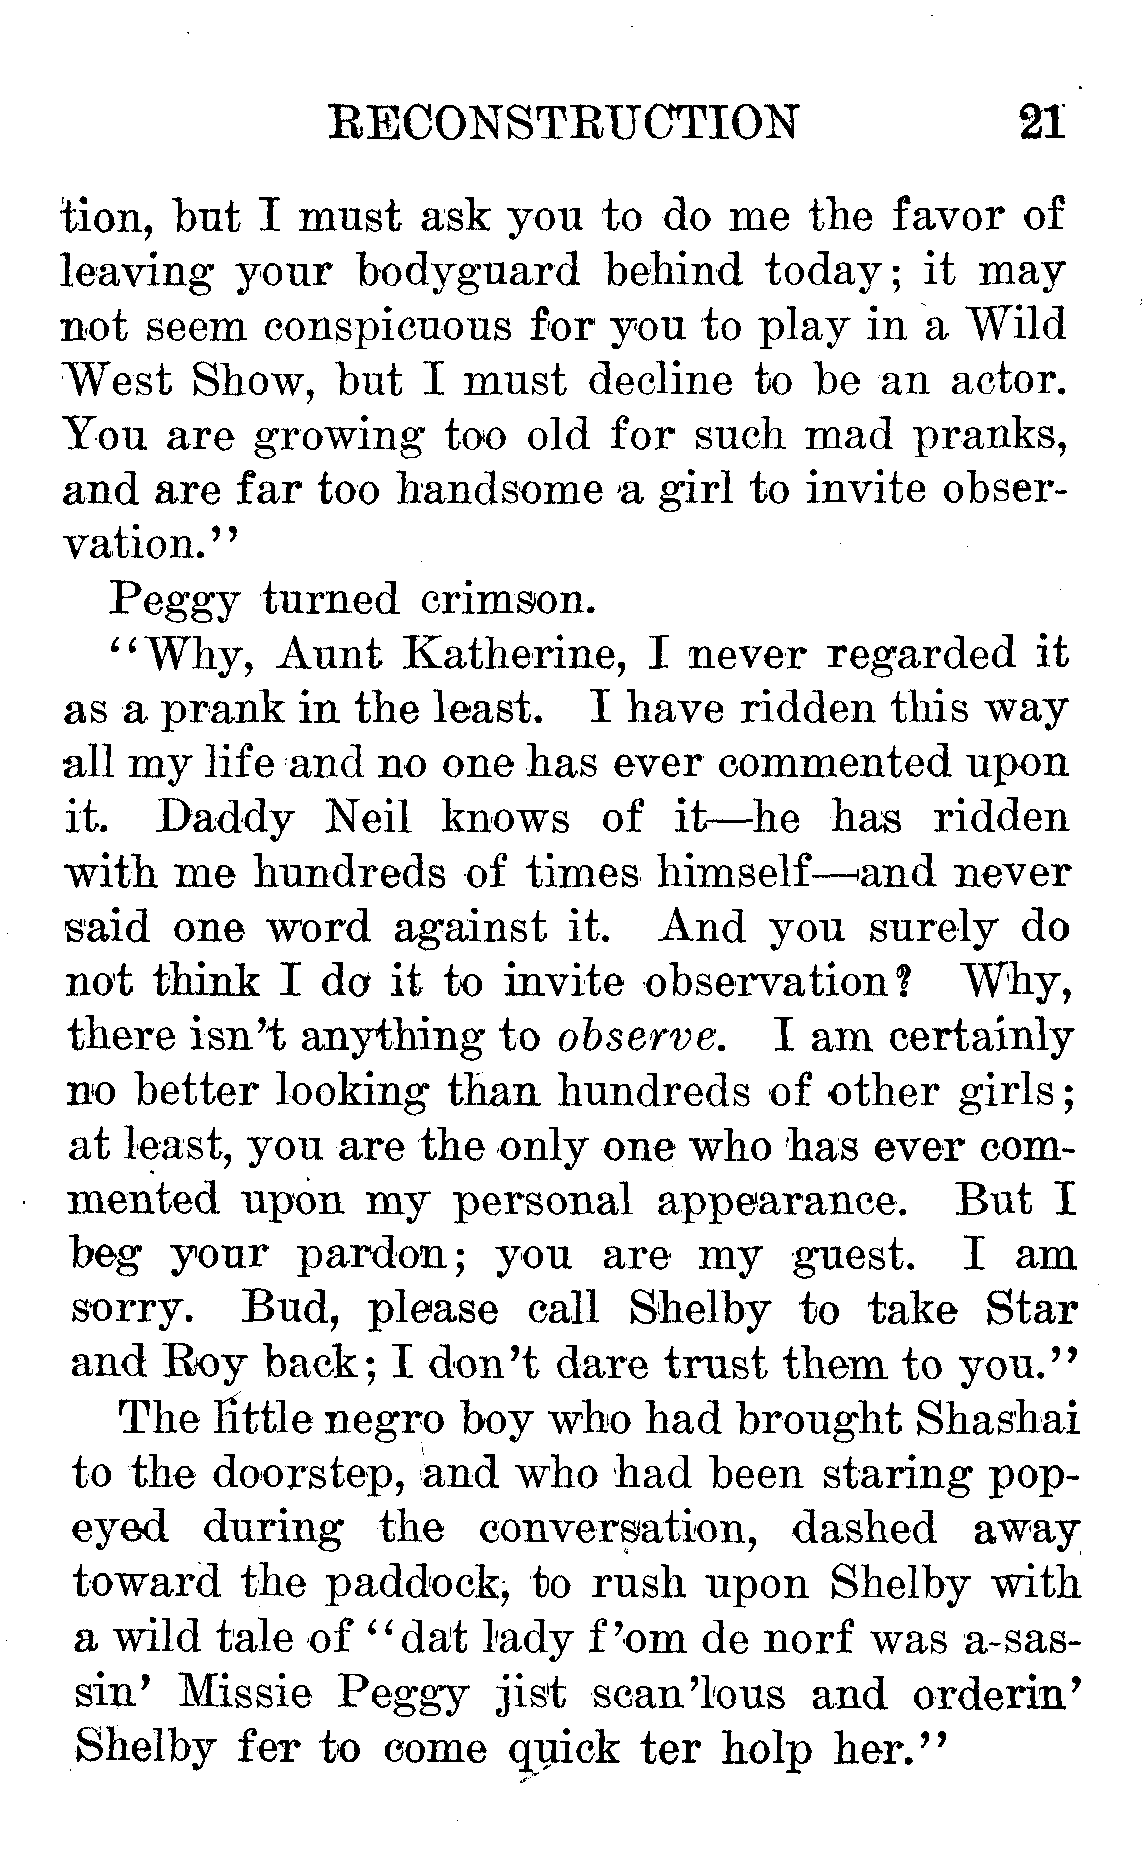 RECONSTRUCTION 21
tion, but I must ask you to do me the favor of
leaving your bodyguard behind today; it may
not seem conspicuous for you to play in a Wild
West Show, but I must decline to be an actor.
You are growing too old for such mad pranks,
and are far too handsome a girl to invite obser-
vation.''
Peggy turned crimson.
''Why, Aunt Katherine, I never regarded it
as a prank in the least. I have ridden this way
all my life and no one has ever commented upon
it. Daddy Neil knows of it—he has ridden
with me hundreds of times himself—and never
said one word against it. And you surely do
not think I do it to invite observation? Why,
there isn't anything to observe. I am certainly
no better looking than hundreds of other girls;
at least, you are the only one who has ever com-
mented upon my personal appearance. But I
beg your pardon; you are my guest. I am
sorry. Bud, please call Shelby to take Star
and Roy back; I don't dare trust them to you.''
The little negro boy who had brought Shashai
to the doorstep, and who had been staring pop-
eyed during the conversation, dashed away
toward the paddock, to rush upon Shelby with
a wild tale of ''dat lady f'om de norf was a-sas-
sin' Missie Peggy jist scan'lous and orderin'
Shelby fer to come quick ter holp her.''